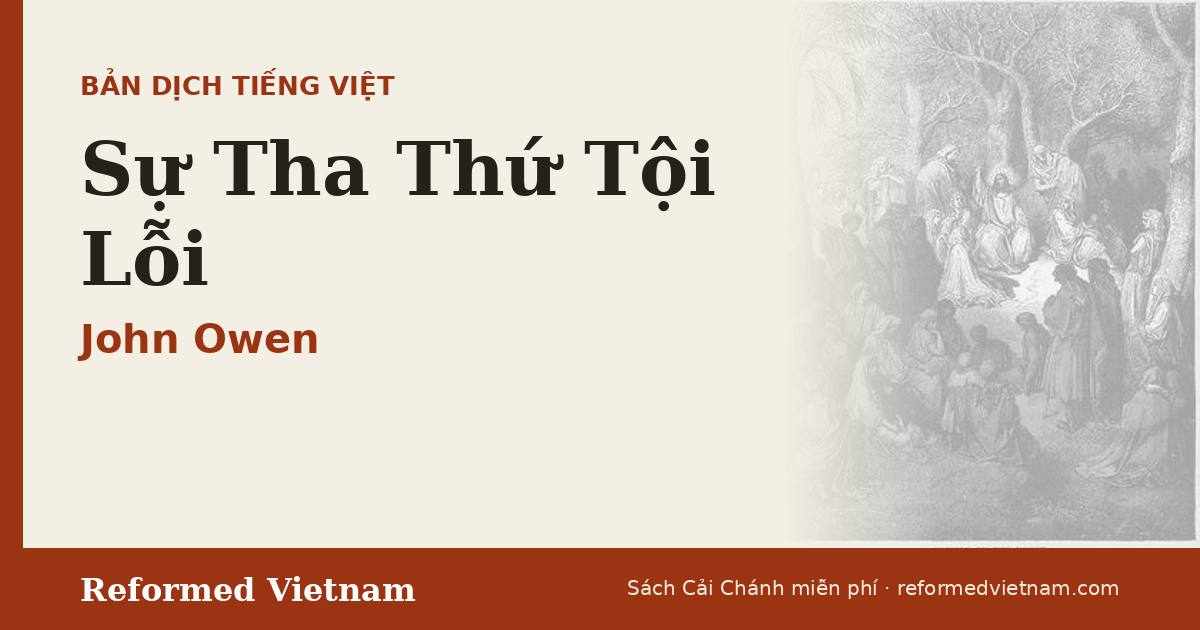 BẢN DỊCH TIẾNG VIỆT
Sự Tha Thứ Tội
Lỗi
John Owen
Reformed Vietnam
Sách Cải Chánh miễn phí · reformedvietnam.com